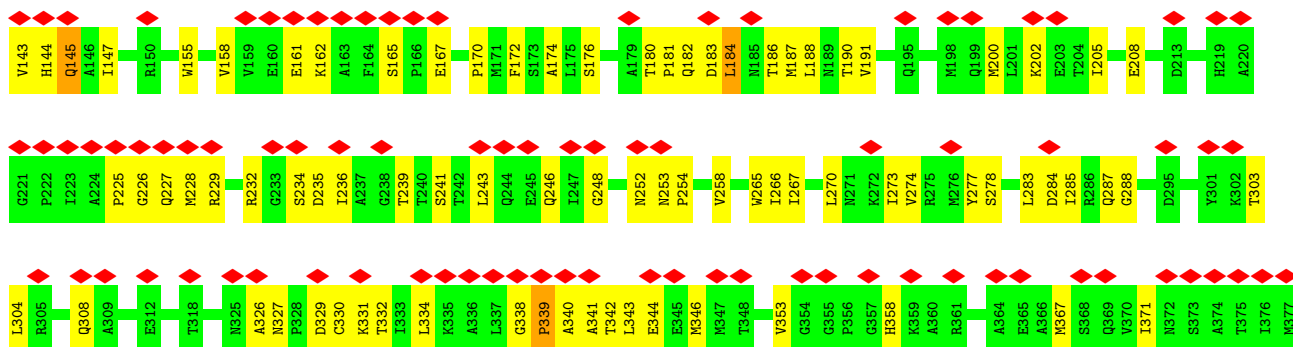 V143 H144 Q145 A146 I147 R150 W155 V158 V159 E160 E161 K162 A163 F164 S165 P166 E167 P170 M171 F172 S173 A174 L175 S176 A179 T180 P181 Q182 D183 L184 N185 T186 M187 L188 N189 T190 V191 Q195 M198 Q199 M200 L201 K202 E203 T204 I205 E208 D213 H219 A220
G221 P222 I223 A224 P225 G226 Q227 M228 R229 R232 G233 S234 D235 I236 A237 G238 T239 T240 S241 T242 L243 Q244 E245 Q246 I247 G248 N252 N253 P254 V258 W265 I266 I267 L270 N271 K272 I273 V274 R275 M276 Y277 S278 L283 D284 I285 R286 Q287 G288 D295 Y301 K302 T303
L304 R305 Q308 A309 E312 T318 N325 A326 N327 P328 D329 C330 K331 T332 I333 L334 K335 A336 L337 G338 P339 A340 A341 T342 L343 E344 E345 M346 M347 T348 V353 G354 G355 P356 G357 H358 K359 A360 R361 A364 E365 A366 M367 S368 Q369 V370 I371 N372 S373 A374 T375 I376 M377